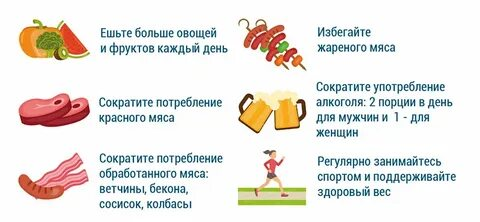 Ешьте больше овощей
и фруктов каждый день
Избегайте
жареного мяса
Сократите потребление
красного мяса
Сократите употребление
алкоголя: 2 порции в день
для мужчин и 1 - для
женщин
Сократите потребление
обработанного мяса:
ветчины, бекона,
сосисок, колбасы
Регулярно занимайтесь
спортом и поддерживайте
здоровый вес